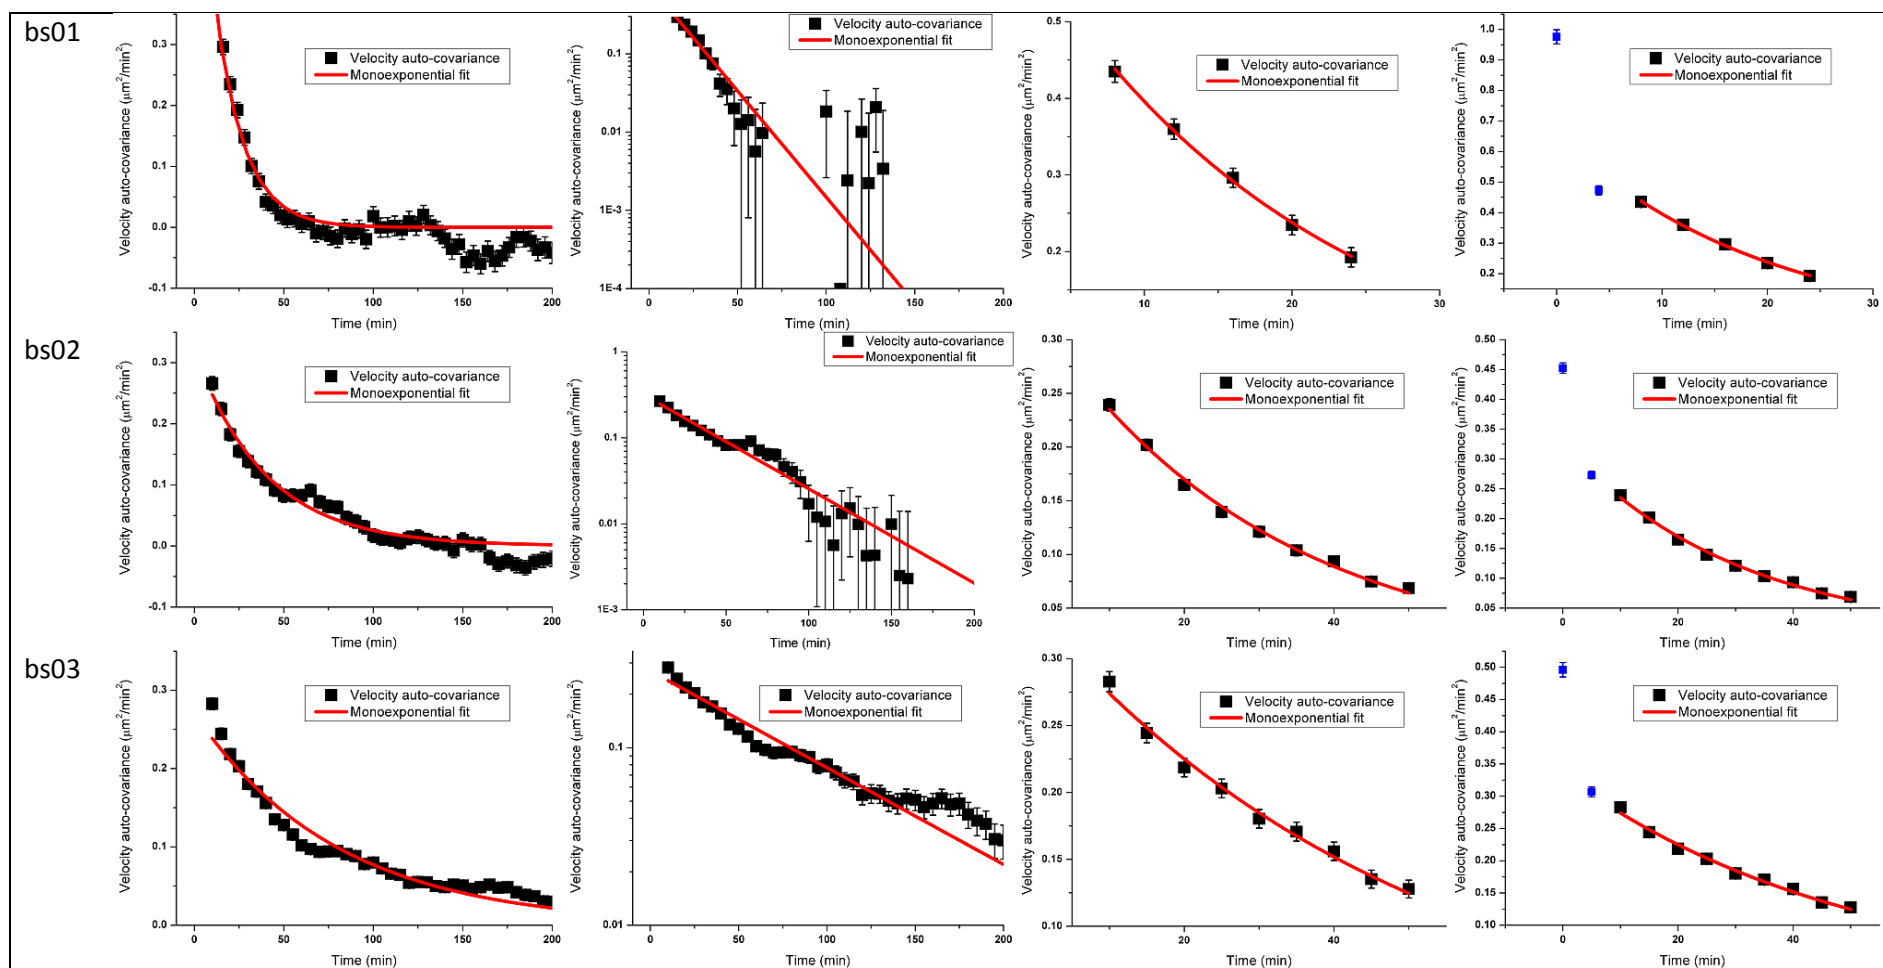 bs01
Velocity auto-covariance (μm²/min²)
0.3
0.2
0.1
0.0
-0.1
Velocity auto-covariance
Monoexponential fit
0 50 100 150 200
Time (min)
Velocity auto-covariance (μm²/min²)
0.1
0.01
1E-3
1E-4
Velocity auto-covariance
Monoexponential fit
0 50 100 150 200
Time (min)
Velocity auto-covariance (μm²/min²)
0.5
0.4
0.3
0.2
Velocity auto-covariance
Monoexponential fit
10 20 30
Time (min)
Velocity auto-covariance (μm²/min²)
1.0
0.9
0.8
0.7
0.6
0.5
0.4
0.3
0.2
Velocity auto-covariance
Monoexponential fit
0 10 20 30
Time (min)
bs02
Velocity auto-covariance (μm²/min²)
0.3
0.2
0.1
0.0
-0.1
Velocity auto-covariance
Monoexponential fit
0 50 100 150 200
Time (min)
Velocity auto-covariance (μm²/min²)
1
0.1
0.01
1E-3
Velocity auto-covariance
Monoexponential fit
0 50 100 150 200
Time (min)
Velocity auto-covariance (μm²/min²)
0.30
0.25
0.20
0.15
0.10
0.05
Velocity auto-covariance
Monoexponential fit
20 40
Time (min)
Velocity auto-covariance (μm²/min²)
0.50
0.45
0.40
0.35
0.30
0.25
0.20
0.15
0.10
0.05
Velocity auto-covariance
Monoexponential fit
0 20 40
Time (min)
bs03
Velocity auto-covariance (μm²/min²)
0.3
0.2
0.1
0.0
Velocity auto-covariance
Monoexponential fit
0 50 100 150 200
Time (min)
Velocity auto-covariance (μm²/min²)
0.1
0.01
Velocity auto-covariance
Monoexponential fit
0 50 100 150 200
Time (min)
Velocity auto-covariance (μm²/min²)
0.30
0.25
0.20
0.15
0.10
Velocity auto-covariance
Monoexponential fit
20 40
Time (min)
Velocity auto-covariance (μm²/min²)
0.50
0.45
0.40
0.35
0.30
0.25
0.20
0.15
0.10
Velocity auto-covariance
Monoexponential fit
0 20 40
Time (min)